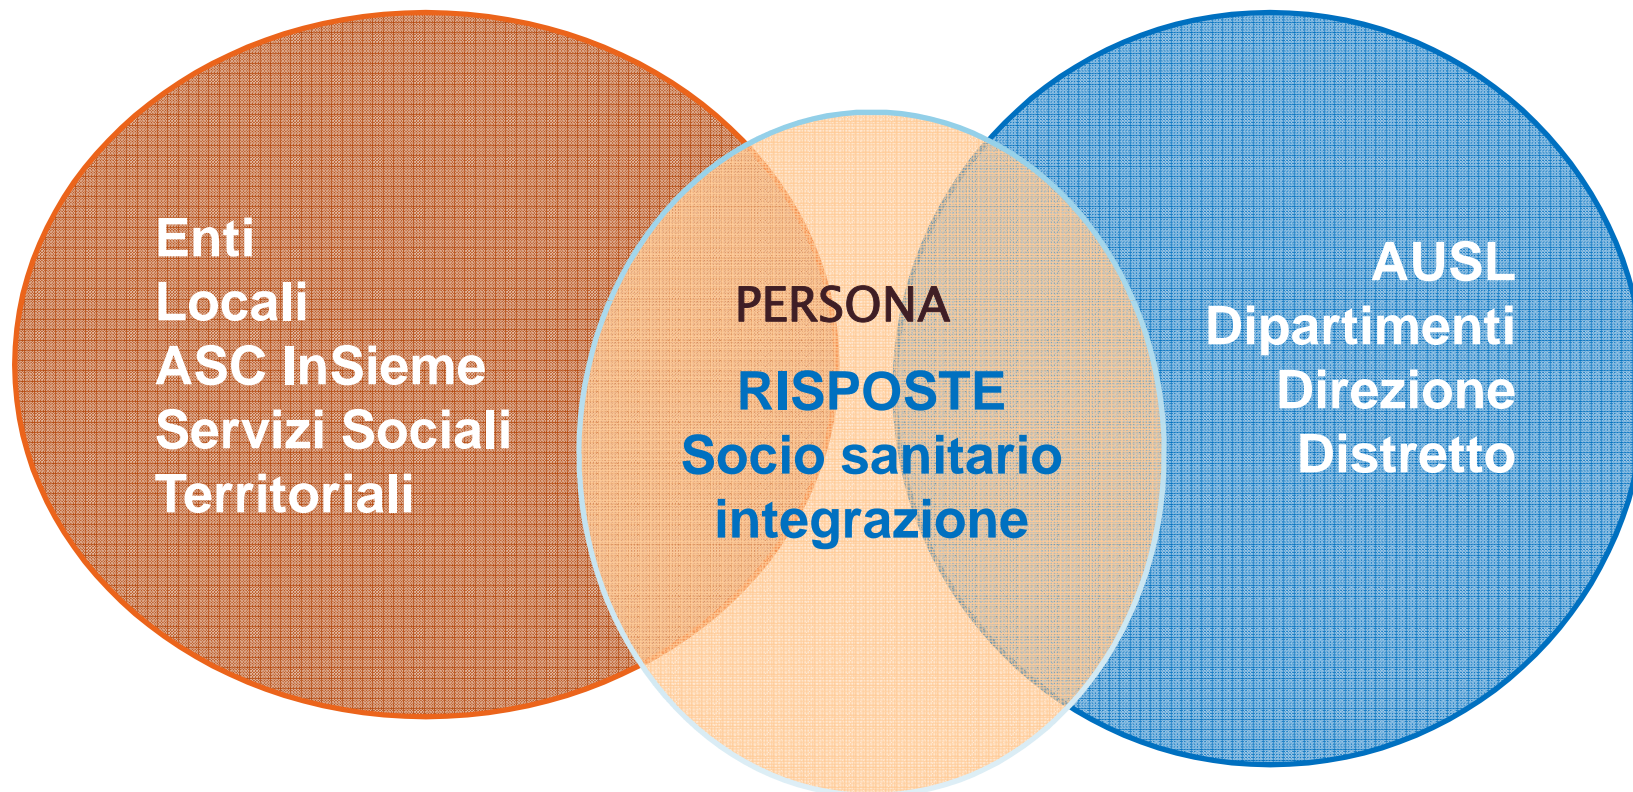 Enti
Locali
ASC InSieme
Servizi Sociali
Territoriali
PERSONA
RISPOSTE
Socio sanitario
integrazione
AUSL
Dipartimenti
Direzione
Distretto